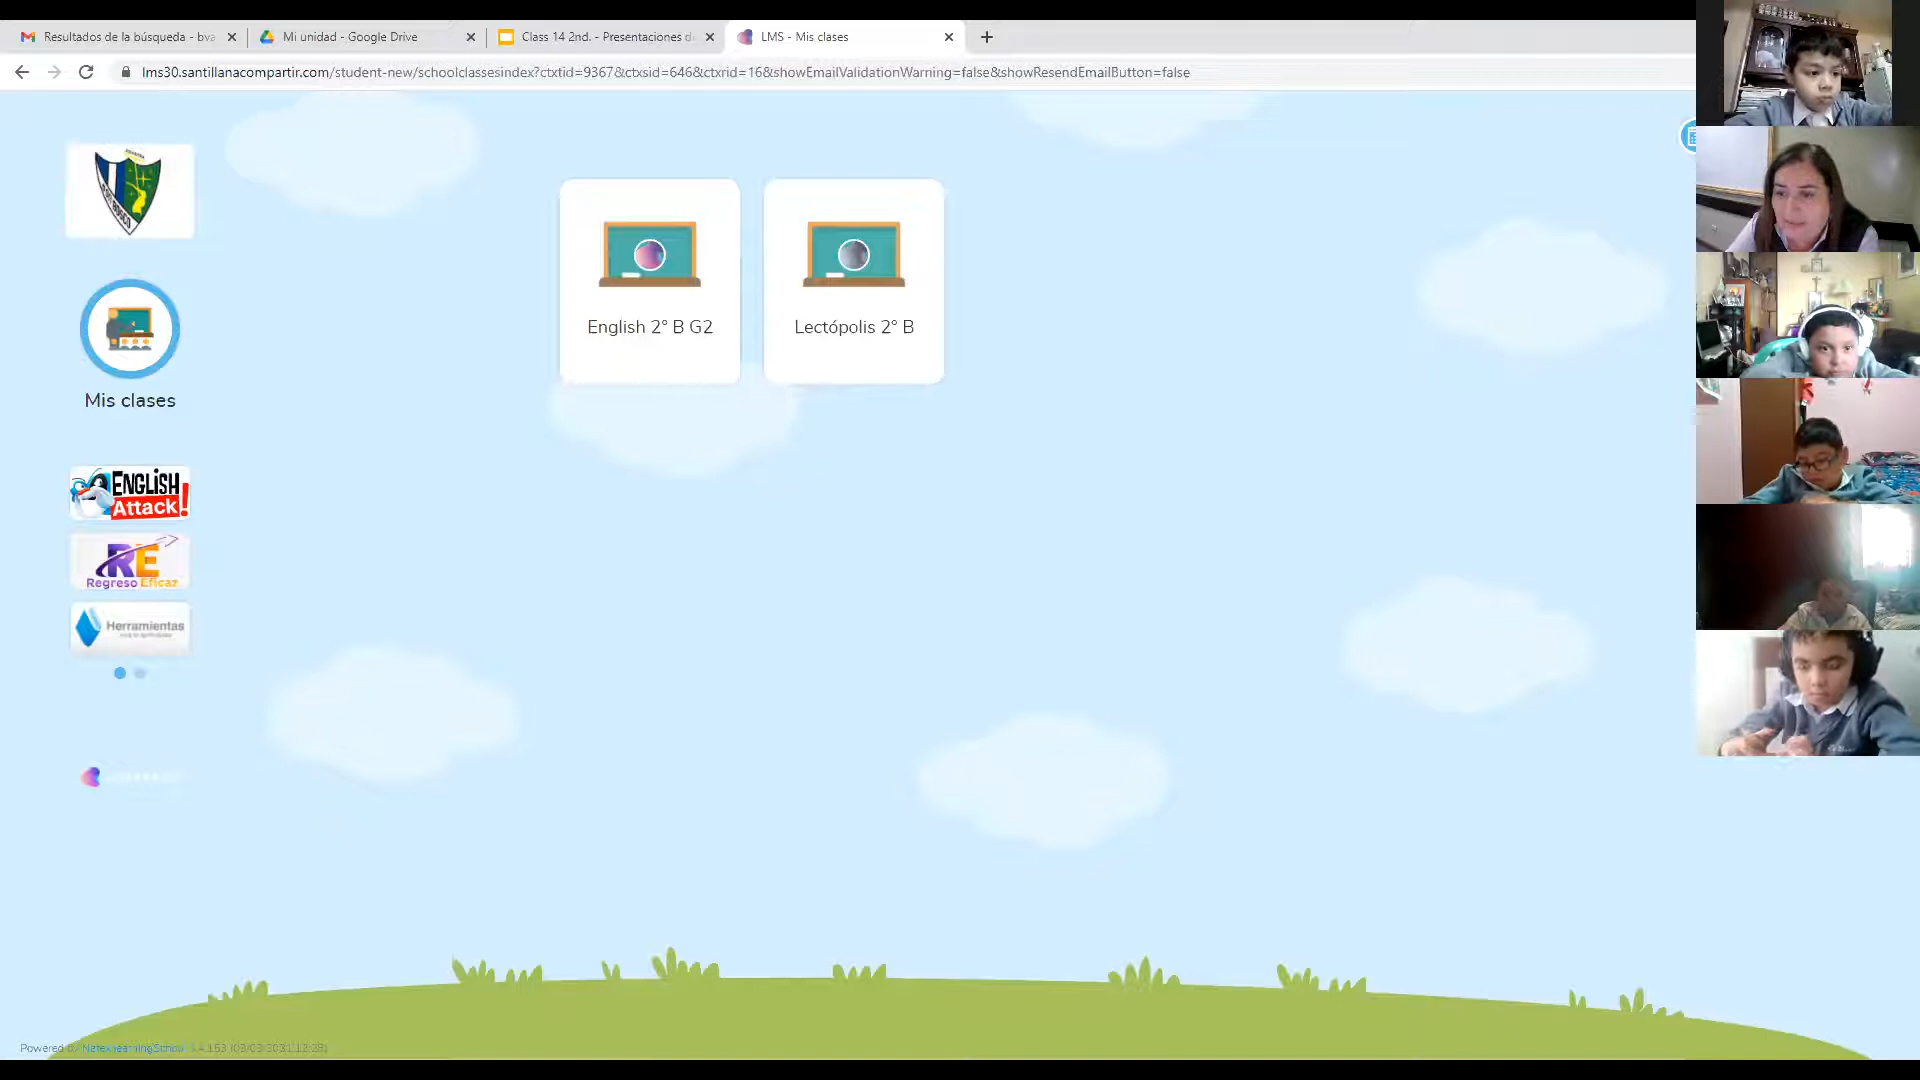 Resultados de la búsqueda - bva
Mi unidad - Google Drive
Class 14 2nd. - Presentaciones d
LMS - Mis clases
lms30.santillanacompartir.com/student-new/schoolclassesindex?ctxtid=9367&ctxsid=646&ctxrid=16&showEmailValidationWarning=false&showResendEmailButton=false
BOSCO
English 2° B G2
Lectópolis 2° B
Mis clases
ENGLISH
Attack!
RE
Regreso Eficaz
Herramientas
Powered by NetexlearningSchool